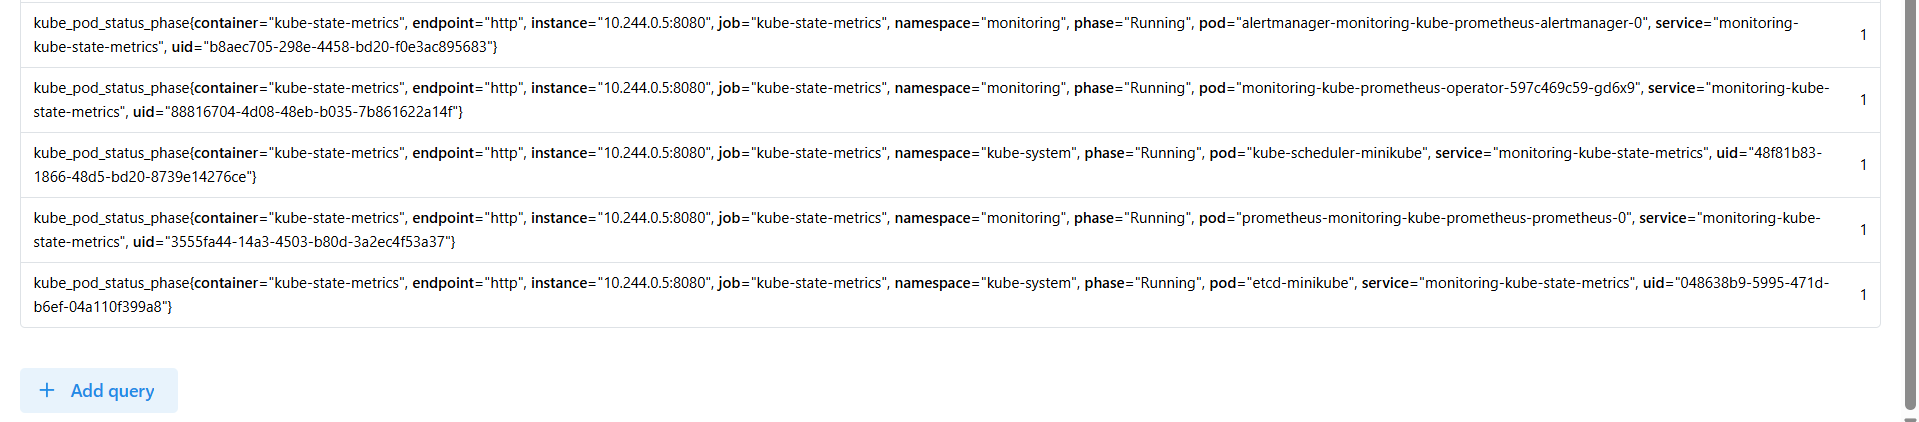 kube_pod_status_phase{container="kube-state-metrics", endpoint="http", instance="10.244.0.5:8080", job="kube-state-metrics", namespace="monitoring", phase="Running", pod="alertmanager-monitoring-kube-prometheus-alertmanager-0", service="monitoring-
kube-state-metrics", uid="b8aec705-298e-4458-bd20-f0e3ac895683"}
1
kube_pod_status_phase{container="kube-state-metrics", endpoint="http", instance="10.244.0.5:8080", job="kube-state-metrics", namespace="monitoring", phase="Running", pod="monitoring-kube-prometheus-operator-597c469c59-gd6x9", service="monitoring-kube-
state-metrics", uid="88816704-4d08-48eb-b035-7b861622a14f"}
1
kube_pod_status_phase{container="kube-state-metrics", endpoint="http", instance="10.244.0.5:8080", job="kube-state-metrics", namespace="kube-system", phase="Running", pod="kube-scheduler-minikube", service="monitoring-kube-state-metrics", uid="48f81b83-
1866-48d5-bd20-8739e14276ce"}
1
kube_pod_status_phase{container="kube-state-metrics", endpoint="http", instance="10.244.0.5:8080", job="kube-state-metrics", namespace="monitoring", phase="Running", pod="prometheus-monitoring-kube-prometheus-prometheus-0", service="monitoring-kube-
state-metrics", uid="3555fa44-14a3-4503-b80d-3a2ec4f53a37"}
1
kube_pod_status_phase{container="kube-state-metrics", endpoint="http", instance="10.244.0.5:8080", job="kube-state-metrics", namespace="kube-system", phase="Running", pod="etcd-minikube", service="monitoring-kube-state-metrics", uid="048638b9-5995-471d-
b6ef-04a110f399a8"}
1
+ Add query